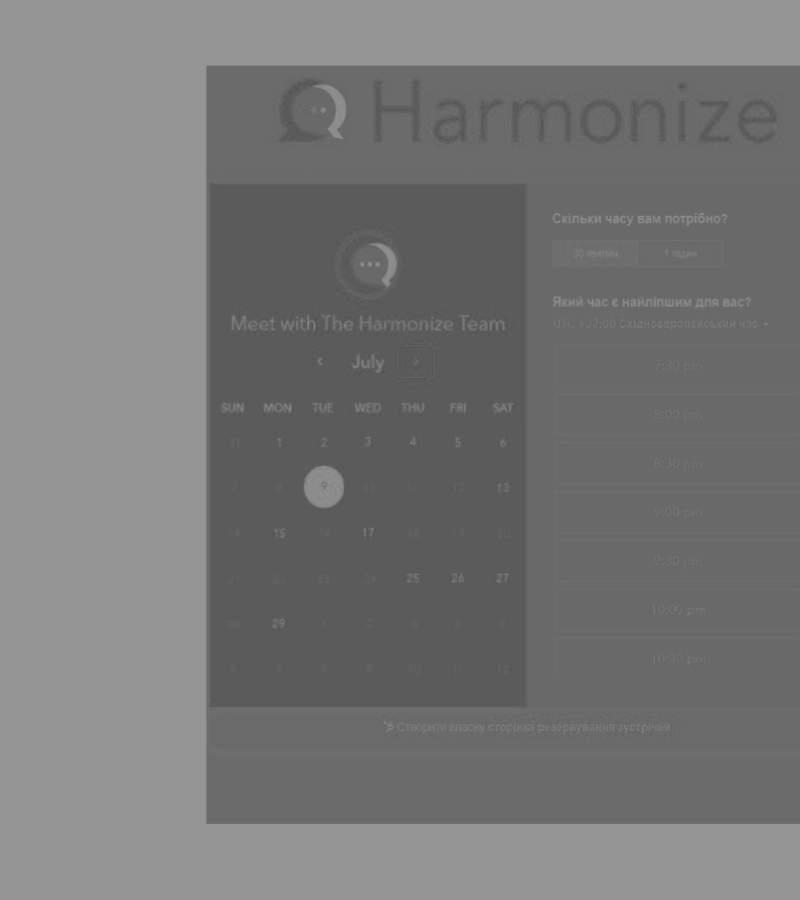 Harmonize
Meet with The Harmonize Team
July
SUN MON TUE WED THU FRI SAT
31 1 2 3 4 5 6
7 8 9 10 11 12 13
14 15 16 17 18 19 20
21 22 23 24 25 26 27
28 29 1 2 3 4 5
6 7 8 9 10 11 12
Скільки часу вам потрібно?
30 хвилин 1 годин
Який час є найліпшим для вас?
UTC +03:00 Східноєвропейський час
7:30 pm
8:00 pm
8:30 pm
9:00 pm
9:30 pm
10:00 pm
10:30 pm
Створити власну сторінка резервування зустрічей